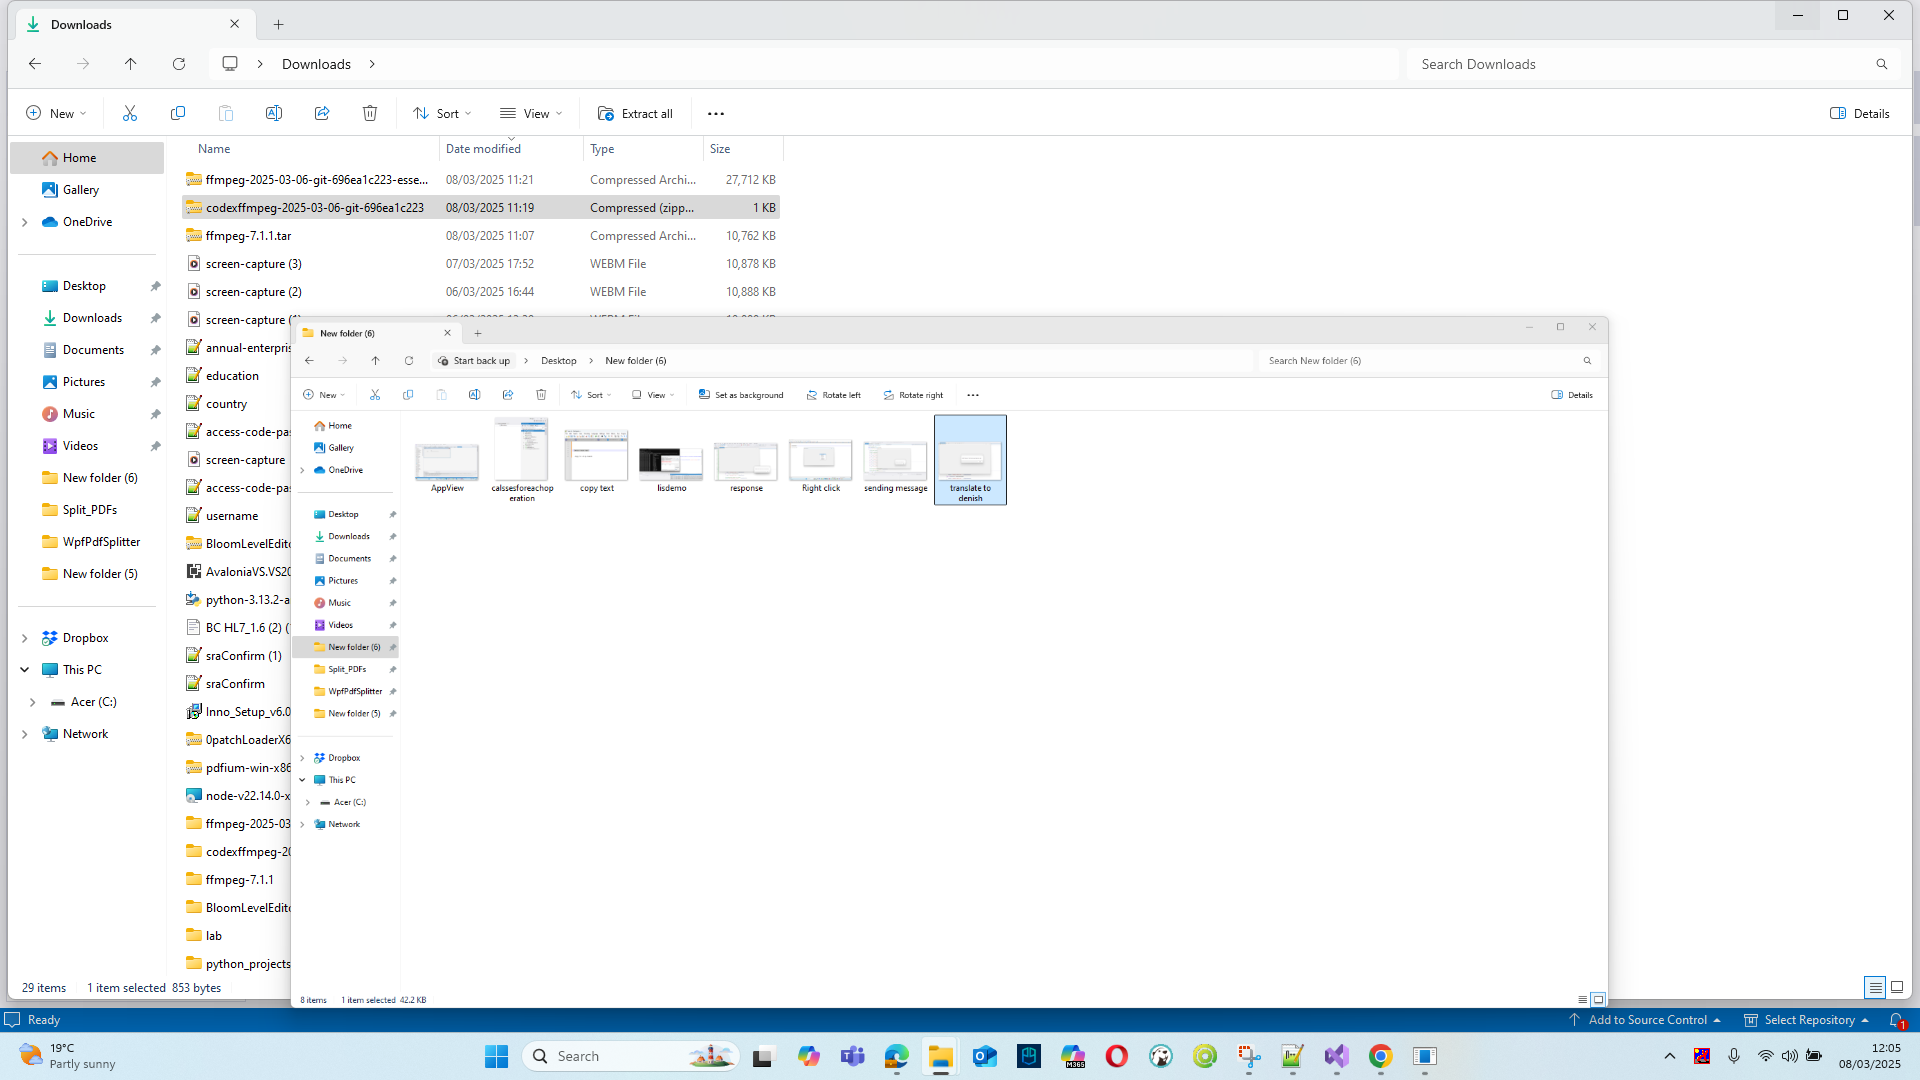 Downloads
Downloads
Search Downloads
New
Sort
View
Extract all
Details
Home
Gallery
OneDrive
Desktop
Downloads
Documents
Pictures
Music
Videos
New folder (6)
Split_PDFs
WpfPdfSplitter
New folder (5)
Dropbox
This PC
Acer (C:)
Network
Name Date modified Type Size
ffmpeg-2025-03-06-git-696ea1c223-esse... 08/03/2025 11:21 Compressed Archi... 27,712 KB
codexffmpeg-2025-03-06-git-696ea1c223 08/03/2025 11:19 Compressed (zipp... 1 KB
ffmpeg-7.1.1.tar 08/03/2025 11:07 Compressed Archi... 10,762 KB
screen-capture (3) 07/03/2025 17:52 WEBM File 10,878 KB
screen-capture (2) 06/03/2025 16:44 WEBM File 10,888 KB
screen-capture
annual-enterpris
education
country
access-code-pas
screen-capture
access-code-pas
username
BloomLevelEdito
AvaloniaVS.VS20
python-3.13.2-a
BC HL7_1.6 (2) (
sraConfirm (1)
sraConfirm
Inno_Setup_v6.0
0patchLoaderX6
pdfium-win-x86
node-v22.14.0-x
ffmpeg-2025-03
codexffmpeg-20
ffmpeg-7.1.1
BloomLevelEdito
lab
python_projects
29 items 1 item selected 853 bytes
New folder (6)
Start back up Desktop New folder (6)
Search New folder (6)
New
Sort
View
Set as background
Rotate left
Rotate right
Details
Home
Gallery
OneDrive
Desktop
Downloads
Documents
Pictures
Music
Videos
New folder (6)
Split_PDFs
WpfPdfSplitter
New folder (5)
Dropbox
This PC
Acer (C:)
Network
AppView
calssesforeachop
eration
copy text
lisdemo
response
Right click
sending message
translate to
denish
8 items 1 item selected 42.2 KB
Ready
Add to Source Control
Select Repository
1
19°C
Partly sunny
Search
M365
12:05
08/03/2025